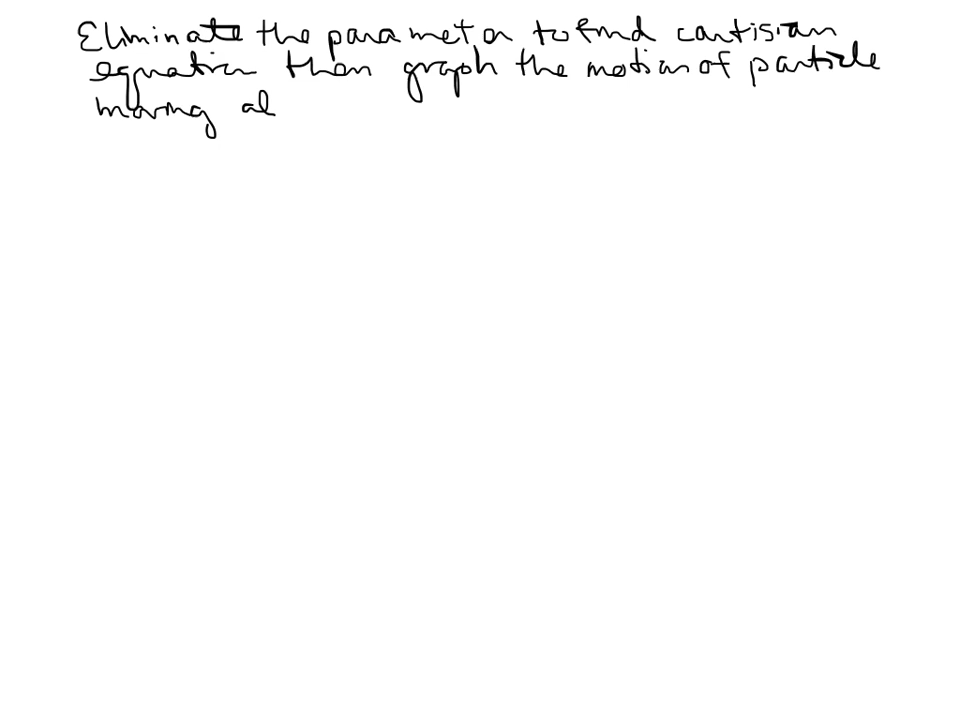 Eliminate the parameter to find cartisian
equation then graph the motion of particle
moving al